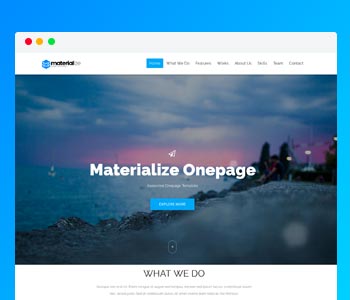 material
Home What We Do Features Works About Us Skills Team Contact
Materialize Onepage
Awesome Onepage Template
EXPLORE MORE
WHAT WE DO